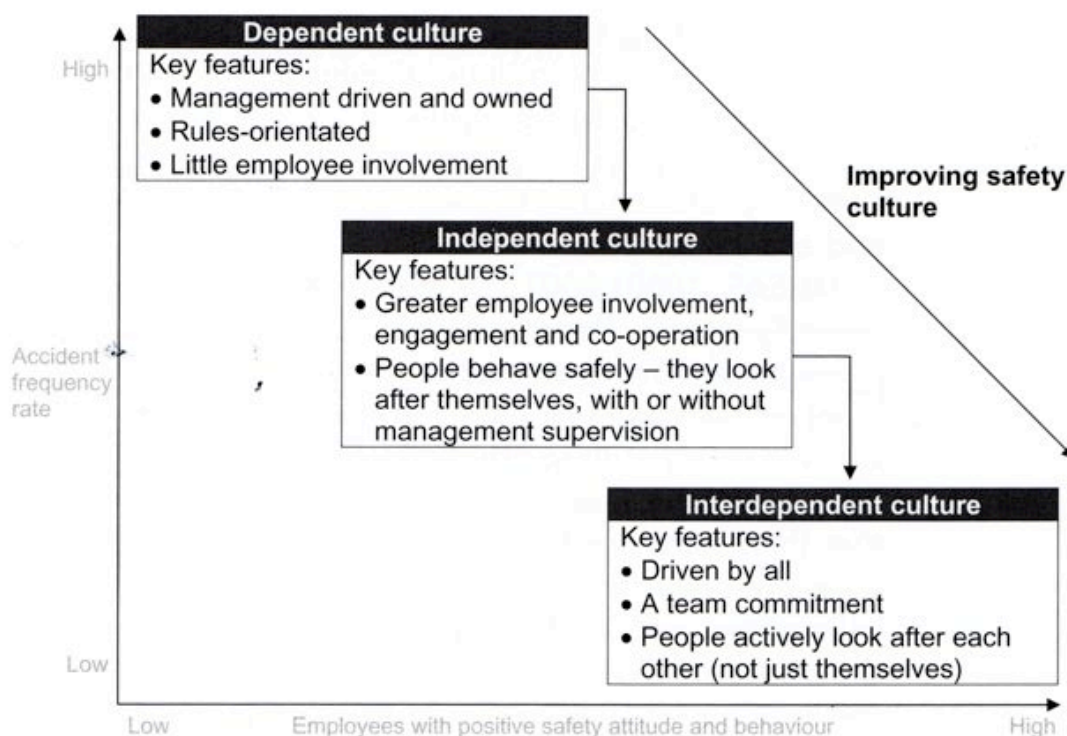 High
Dependent culture
Key features:
• Management driven and owned
• Rules-orientated
• Little employee involvement
Improving safety
culture
Independent culture
Key features:
• Greater employee involvement,
engagement and co-operation
• People behave safely – they look
after themselves, with or without
management supervision
Accident
frequency
rate
Interdependent culture
Key features:
• Driven by all
• A team commitment
• People actively look after each
other (not just themselves)
Low
Low
Employees with positive safety attitude and behaviour
High